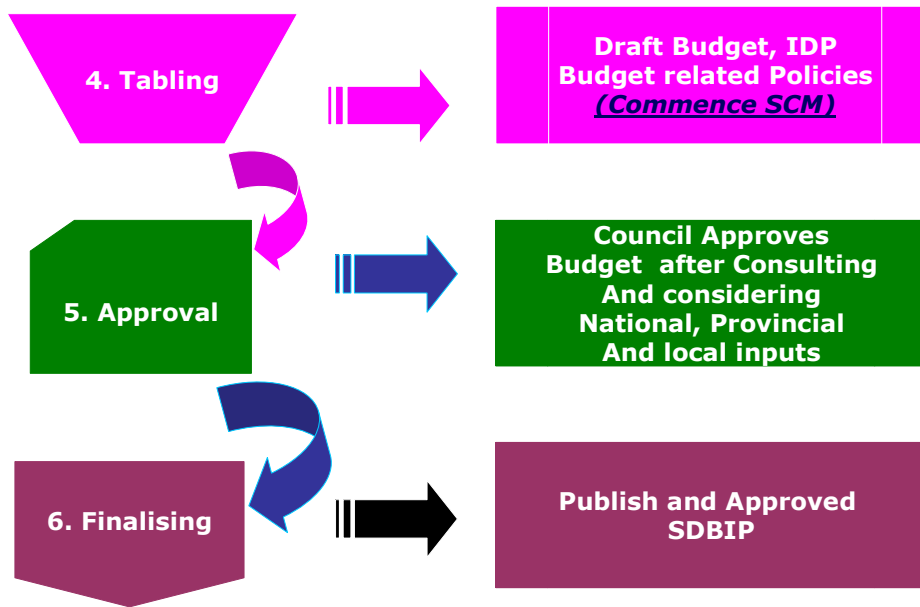 4. Tabling
Draft Budget, IDP
Budget related Policies
(Commence SCM)
5. Approval
Council Approves
Budget after Consulting
And considering
National, Provincial
And local inputs
6. Finalising
Publish and Approved
SDBIP